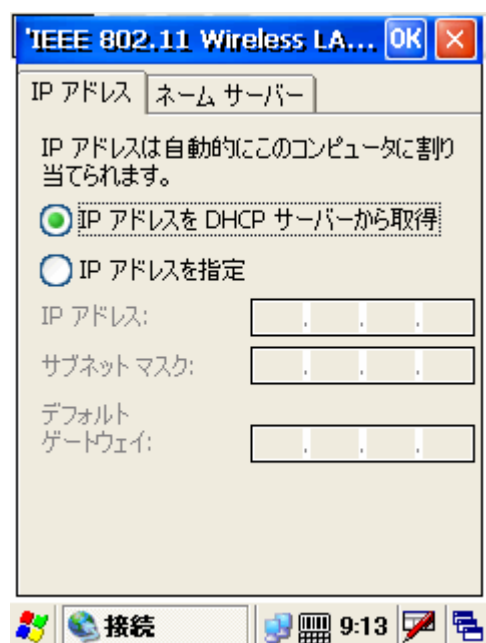 'IEEE 802.11 Wireless LA... OK
IP アドレス ネーム サーバー
IP アドレスは自動的にこのコンピュータに割り
当てられます。
IP アドレスを DHCP サーバーから取得
IP アドレスを指定
IP アドレス:
サブネット マスク:
デフォルト
ゲートウェイ:
接続 9:13